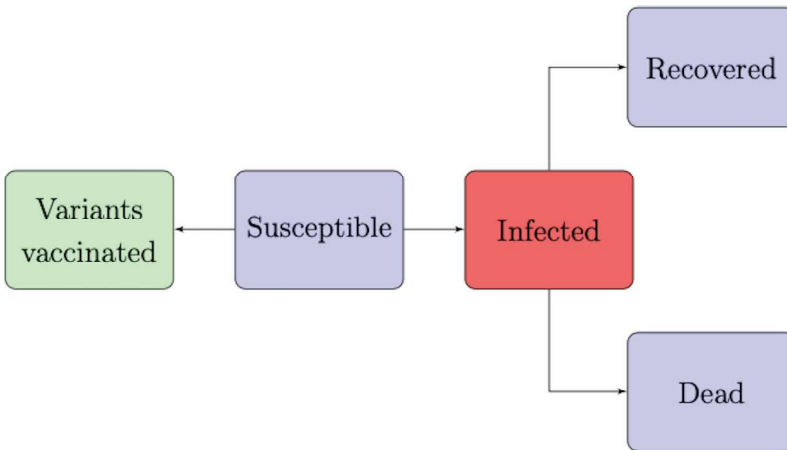 Recovered
Variants
vaccinated
Susceptible
Infected
Dead